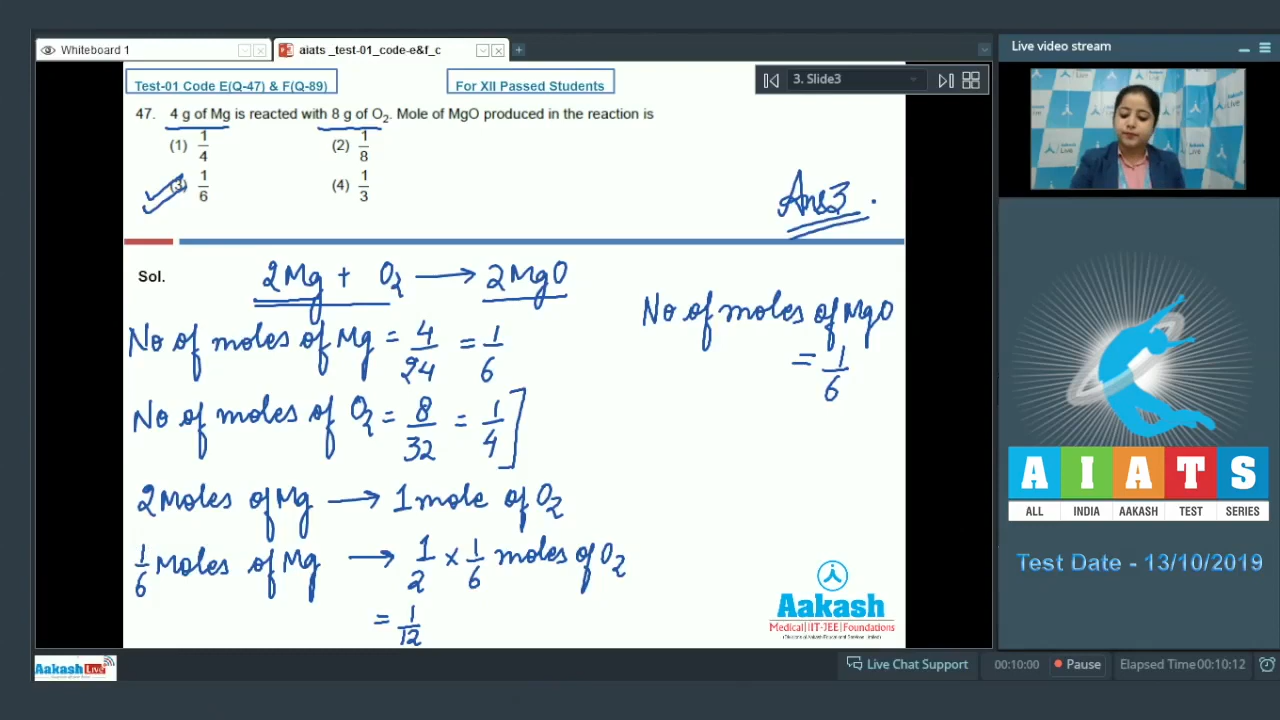 Whiteboard 1
aiats _test-01_code-e&f_c
Live video stream
Test-01 Code E(Q-47) & F(Q-89)
For XII Passed Students
3. Slide3
47. 4 g of Mg is reacted with 8 g of O2. Mole of MgO produced in the reaction is
(1) 1/4 (2) 1/8
(3) 1/6 (4) 1/3
Ans 3.
Sol.
2Mg + O2 → 2MgO
No of moles of Mg = 4/24 = 1/6
No of moles of O2 = 8/32 = 1/4
2 Moles of Mg → 1 mole of O2
1/6 Moles of Mg → 1/2 × 1/6 moles of O2
= 1/12
No of moles of MgO
= 1/6
A I A T S
ALL INDIA AAKASH TEST SERIES
Test Date - 13/10/2019
Aakash
Medical|IIT-JEE|Foundations
Aakash Live
Live Chat Support
00:10:00
Pause
Elapsed Time 00:10:12